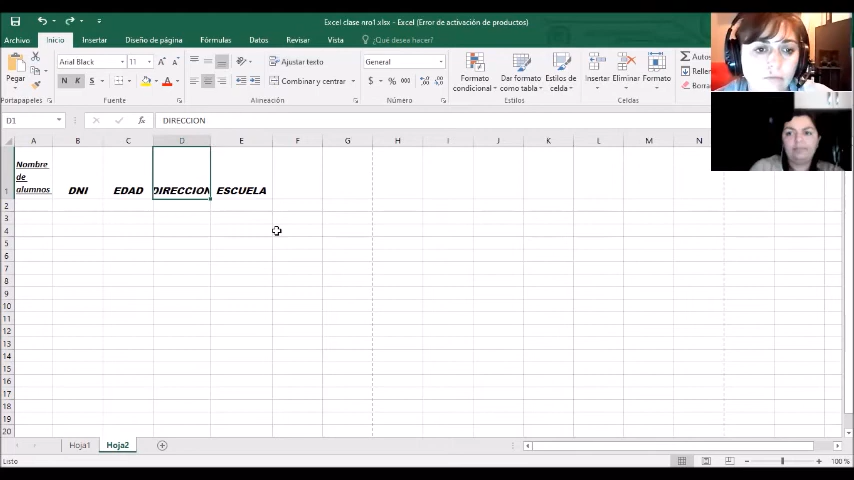 Excel clase nro1.xlsx - Excel (Error de activación de productos)
Archivo Inicio Insertar Diseño de página Fórmulas Datos Revisar Vista ¿Qué desea hacer?
Pegar
Arial Black 11
N K
Ajustar texto
Combinar y centrar
General
$ % 000
Formato condicional
Dar formato como tabla
Estilos de celda
Insertar Eliminar Formato
Autos
Rellen
Borra
Portapapeles Fuente Alineación Número Estilos Celdas
D1 fx DIRECCION
A B C D E F G H I J K L M N
Nombre
de
1 alumnos DNI EDAD DIRECCION ESCUELA
2
3
4
5
6
7
8
9
10
11
12
13
14
15
16
17
18
19
20
Hoja1 Hoja2
Listo 100 %